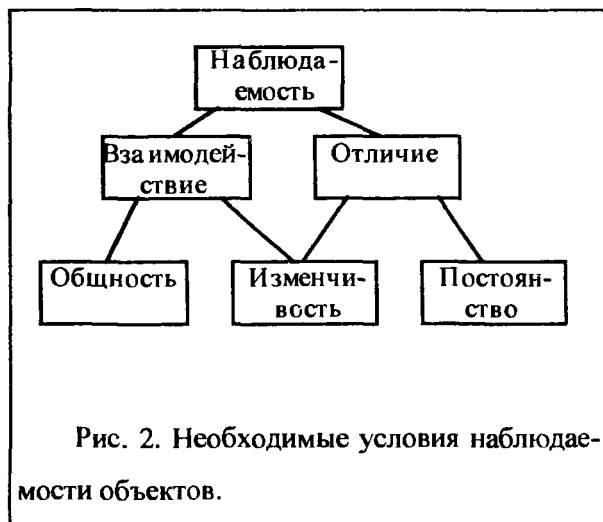 Наблюда-
емость
Взаимодей-
ствие
Отличие
Общность
Изменчи-
вость
Постоян-
ство
Рис. 2. Необходимые условия наблюдае-
мости объектов.